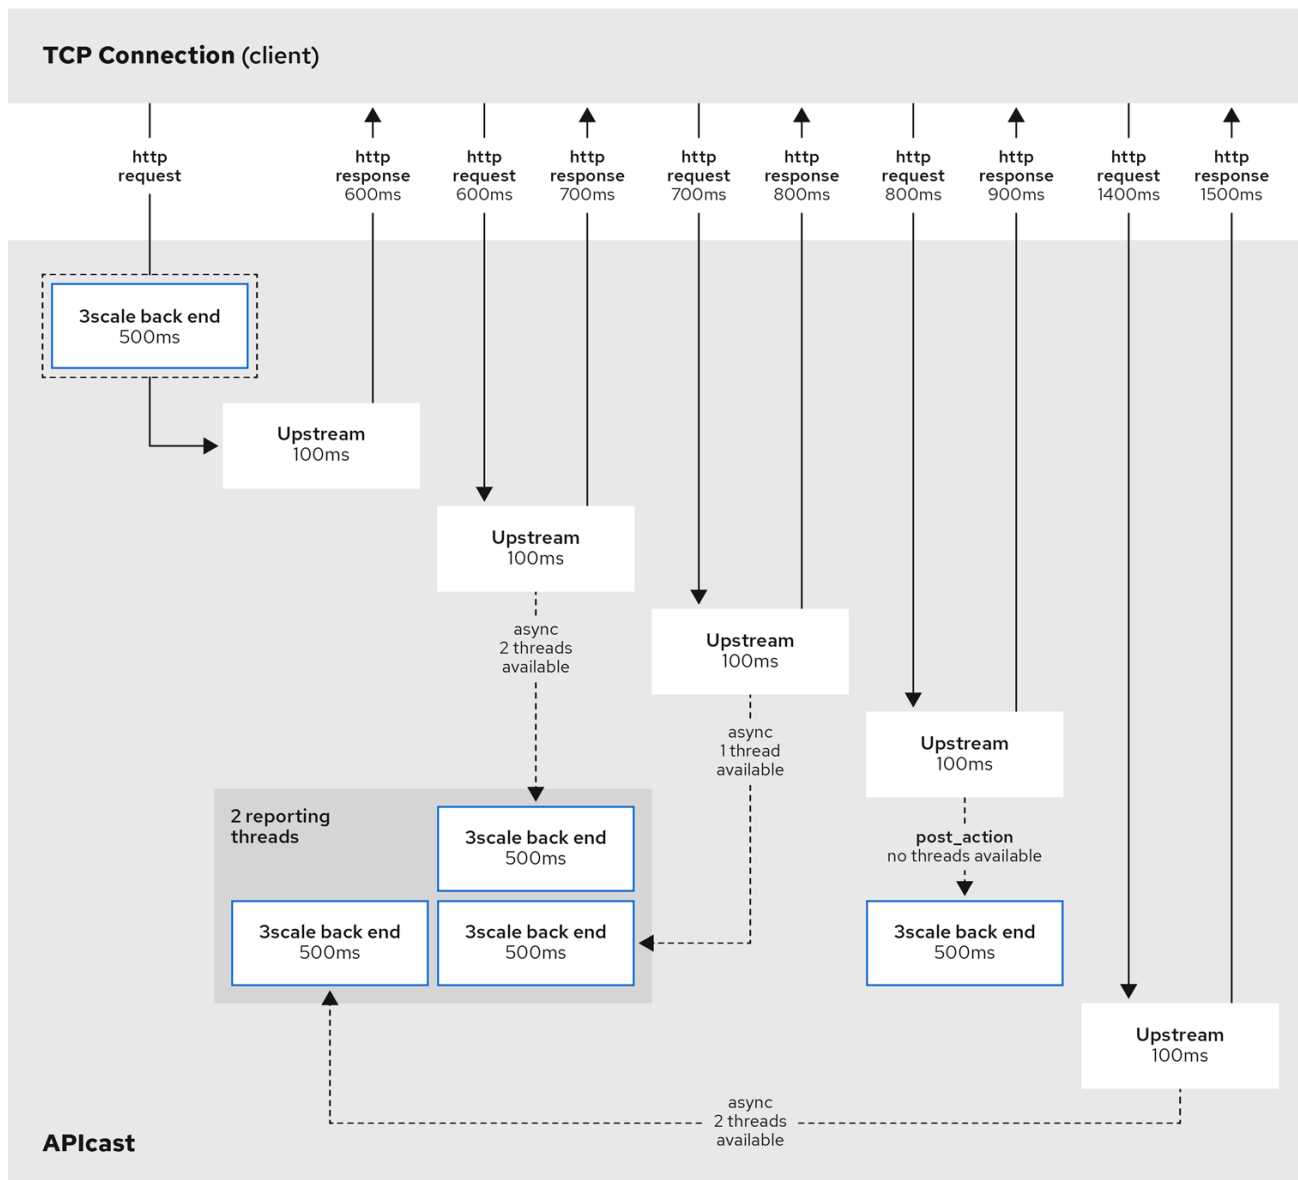 TCP Connection (client)
http
request
http
response
600ms
http
request
600ms
http
response
700ms
http
request
700ms
http
response
800ms
http
request
800ms
http
response
900ms
http
request
1400ms
http
response
1500ms
3scale back end
500ms
Upstream
100ms
Upstream
100ms
async
2 threads
available
Upstream
100ms
async
1 thread
available
Upstream
100ms
post_action
no threads available
2 reporting
threads
3scale back end
500ms
3scale back end
500ms
3scale back end
500ms
3scale back end
500ms
Upstream
100ms
async
2 threads
available
APIcast